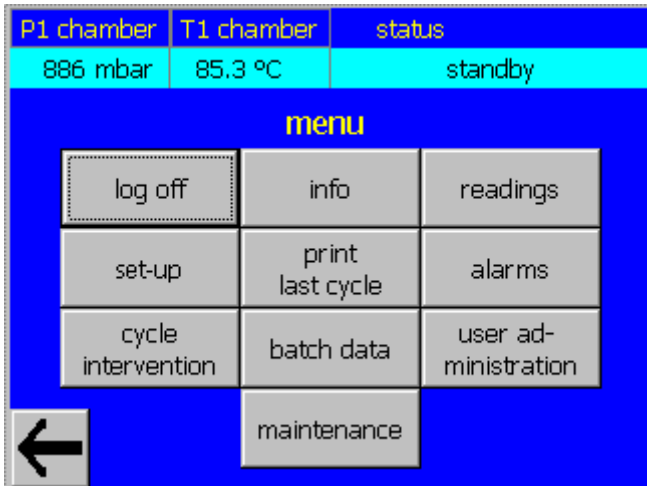 P1 chamber T1 chamber status
886 mbar 85.3 ºC standby
menu
log off info readings
set-up print
last cycle alarms
cycle
intervention batch data user ad-
ministration
maintenance